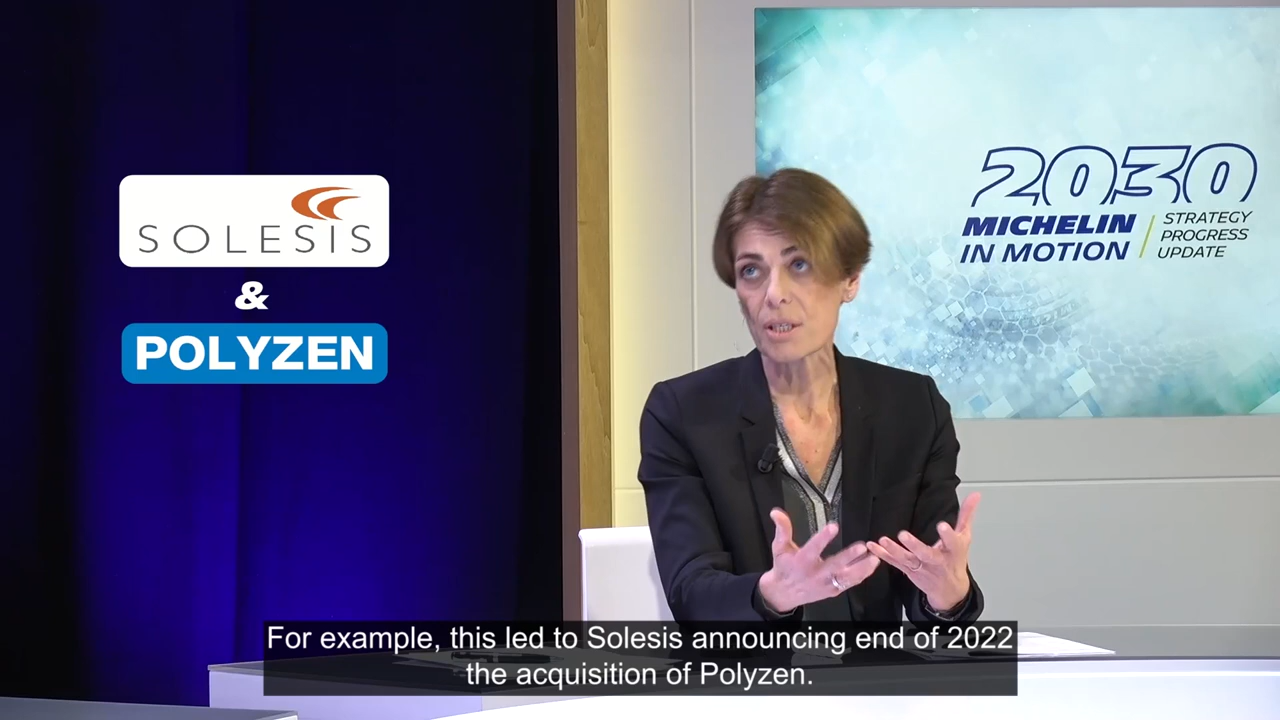 SOLESIS
&
POLYZEN
2030
MICHELIN
IN MOTION
STRATEGY
PROGRESS
UPDATE
For example, this led to Solesis announcing end of 2022
the acquisition of Polyzen.